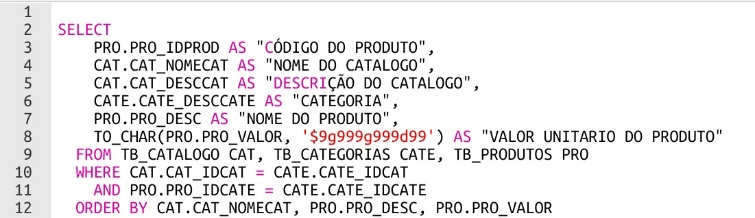 1
2 SELECT
3 PRO.PRO_IDPROD AS "CÓDIGO DO PRODUTO",
4 CAT.CAT_NOMECAT AS "NOME DO CATALOGO",
5 CAT.CAT_DESCCAT AS "DESCRIÇÃO DO CATALOGO",
6 CATE.CATE_DESCCATE AS "CATEGORIA",
7 PRO.PRO_DESC AS "NOME DO PRODUTO",
8 TO_CHAR(PRO.PRO_VALOR, '$9g999g999d99') AS "VALOR UNITARIO DO PRODUTO"
9 FROM TB_CATALOGO CAT, TB_CATEGORIAS CATE, TB_PRODUTOS PRO
10 WHERE CAT.CAT_IDCAT = CATE.CATE_IDCAT
11 AND PRO.PRO_IDCATE = CATE.CATE_IDCATE
12 ORDER BY CAT.CAT_NOMECAT, PRO.PRO_DESC, PRO.PRO_VALOR